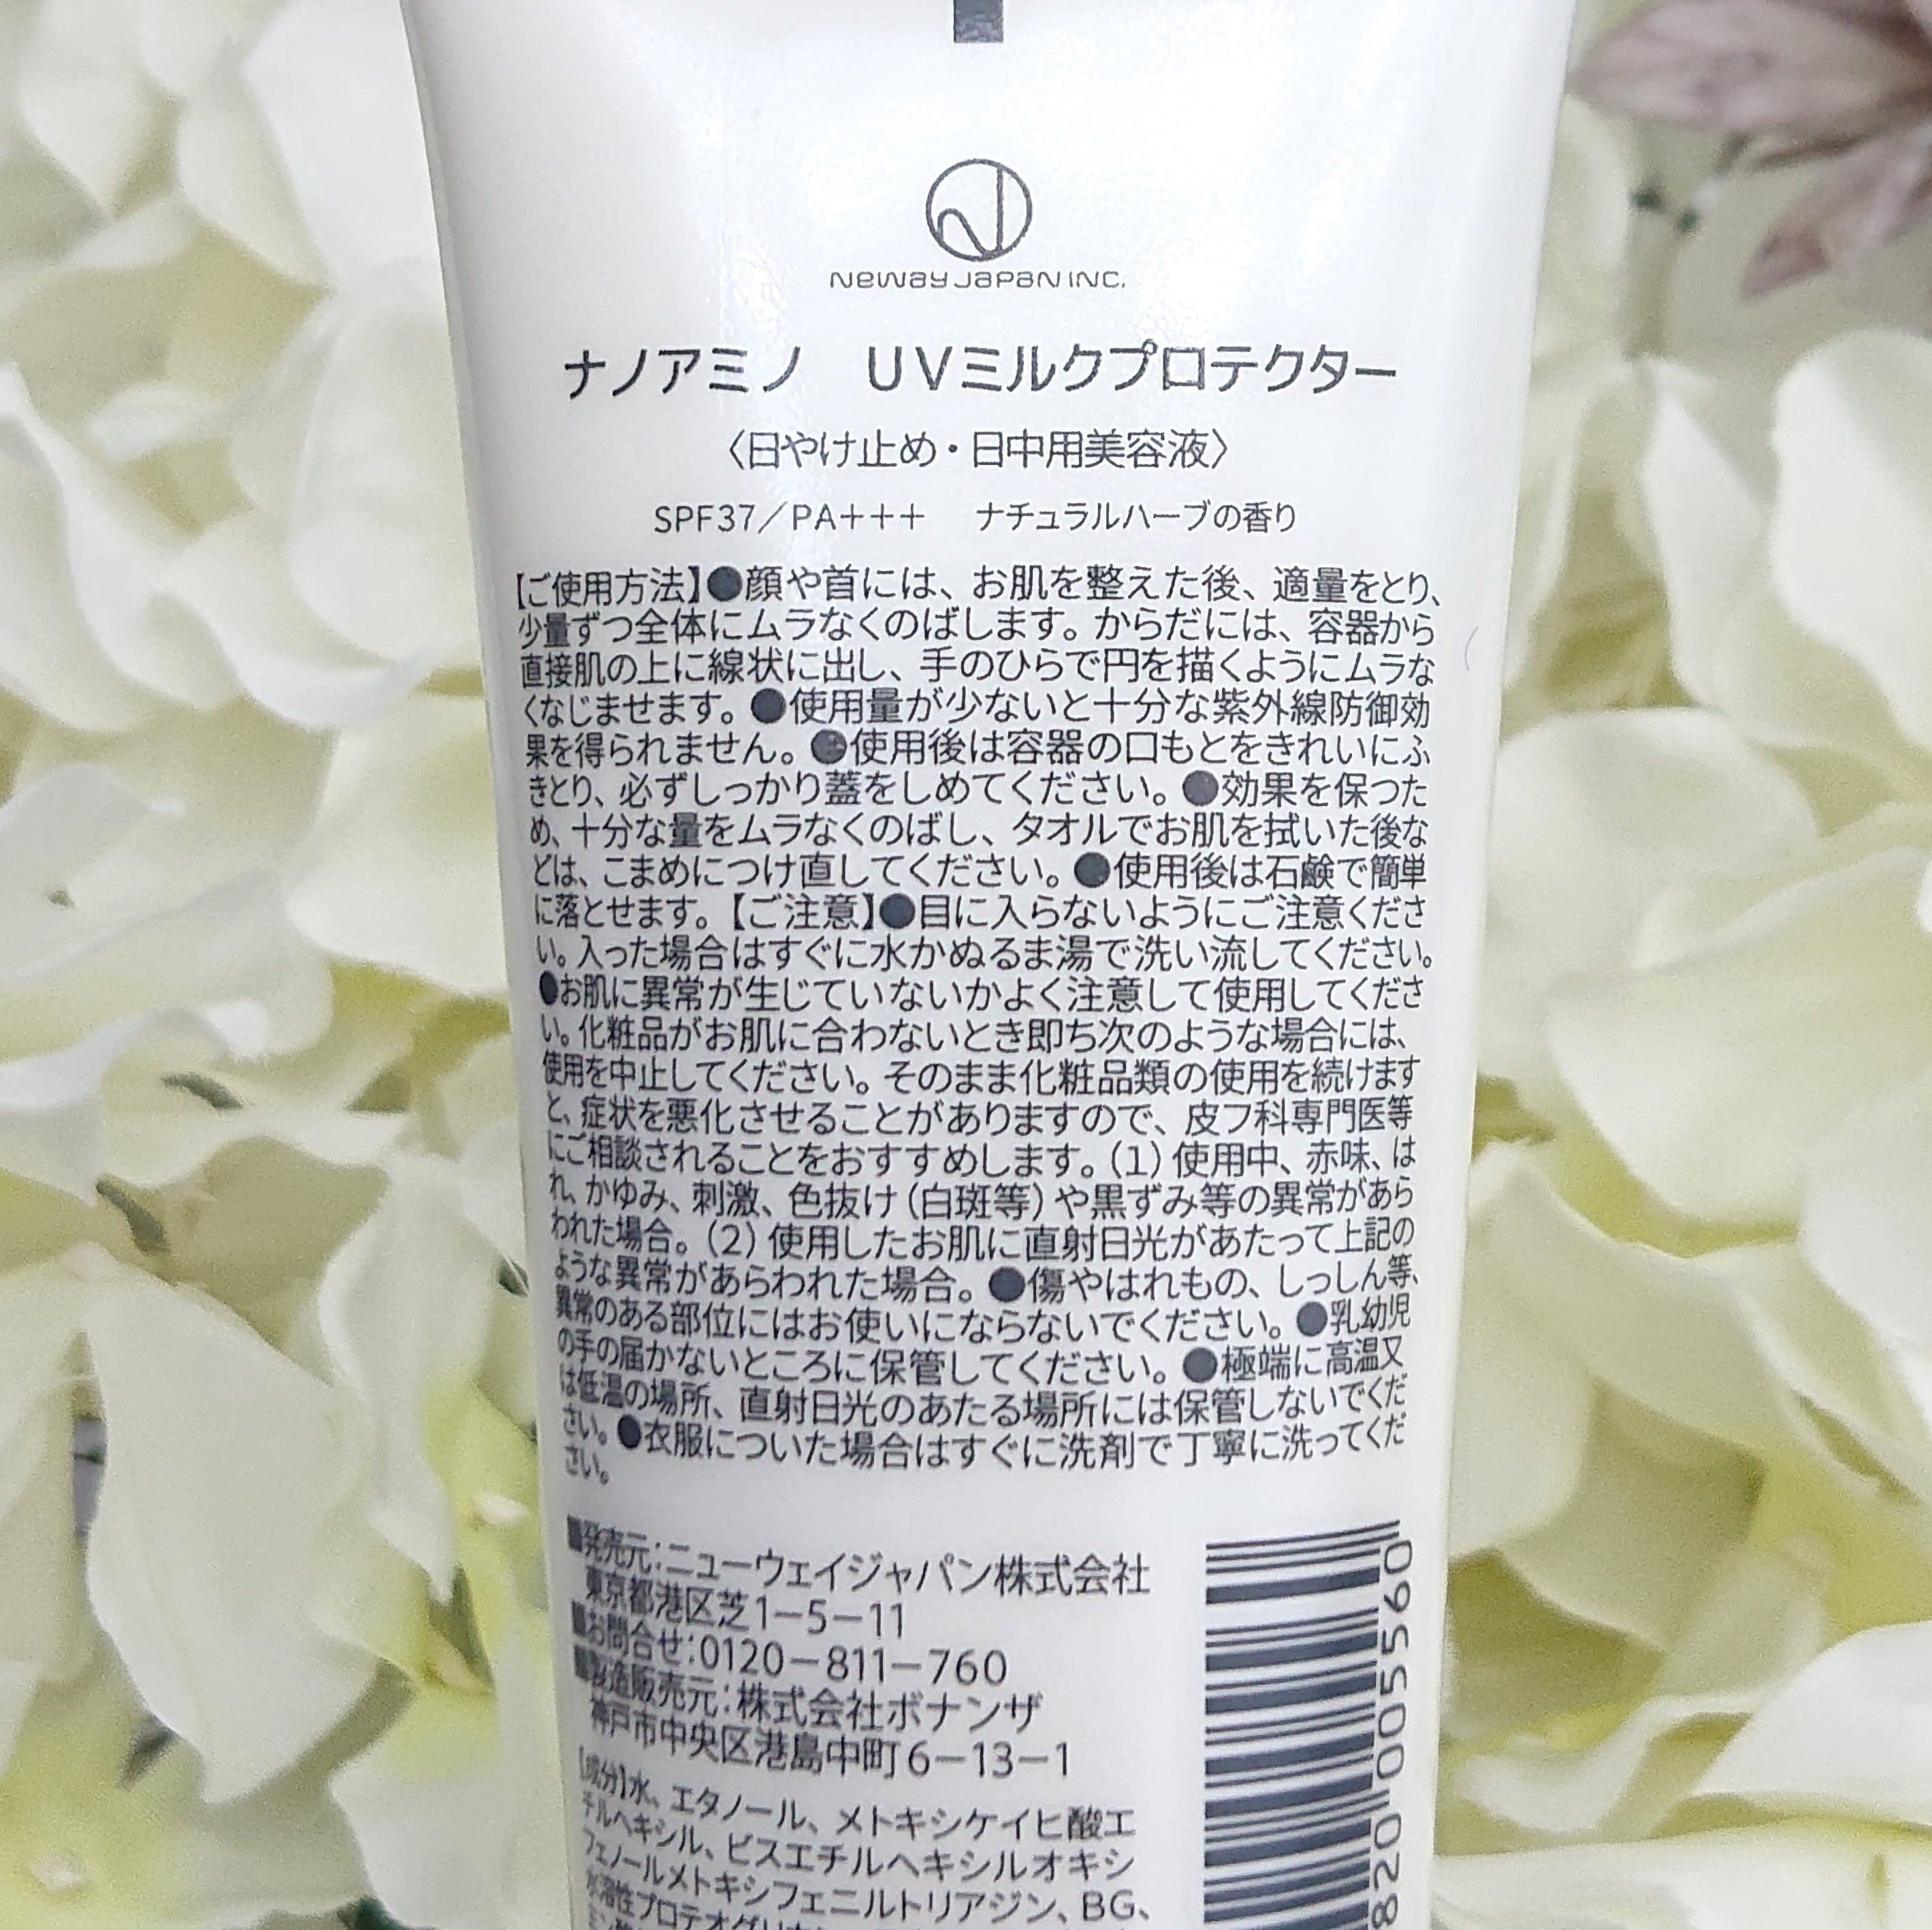 NEWAY JAPAN INC.
ナノアミノ　UVミルクプロテクター
〈日やけ止め・日中用美容液〉
SPF37／PA+++　ナチュラルハーブの香り
【ご使用方法】●顔や首には、お肌を整えた後、適量をとり、
少量ずつ全体にムラなくのばします。からだには、容器から
直接肌の上に線状に出し、手のひらで円を描くようにムラな
くなじませます。●使用量が少ないと十分な紫外線防御効
果を得られません。●使用後は容器の口もとをきれいにふ
きとり、必ずしっかり蓋をしめてください。●効果を保つた
め、十分な量をムラなくのばし、タオルでお肌を拭いた後な
どは、こまめにつけ直してください。●使用後は石鹸で簡単
に落とせます。【ご注意】●目に入らないようにご注意くださ
い。入った場合はすぐに水かぬるま湯で洗い流してください。
●お肌に異常が生じていないかよく注意して使用してくださ
い。化粧品がお肌に合わないとき即ち次のような場合には、
使用を中止してください。そのまま化粧品類の使用を続けます
と、症状を悪化させることがありますので、皮フ科専門医等
にご相談されることをおすすめします。(1)使用中、赤味、は
れ、かゆみ、刺激、色抜け(白斑等)や黒ずみ等の異常があら
われた場合。(2)使用したお肌に直射日光があたって上記の
ような異常があらわれた場合。●傷やはれもの、しっしん等、
異常のある部位にはお使いにならないでください。●乳幼児
の手の届かないところに保管してください。●極端に高温又
は低温の場所、直射日光のあたる場所には保管しないでくだ
さい。●衣服についた場合はすぐに洗剤で丁寧に洗ってくだ
さい。
■発売元：ニューウェイジャパン株式会社
東京都港区芝1−5−11
■お問合せ：0120−811−760
■製造販売元：株式会社ボナンザ
神戸市中央区港島中町6−13−1
【成分】水、エタノール、メトキシケイヒ酸エ
チルヘキシル、ビスエチルヘキシルオキシ
フェノールメトキシフェニルトリアジン、BG、
水溶性プロテオグリカン
820 005560